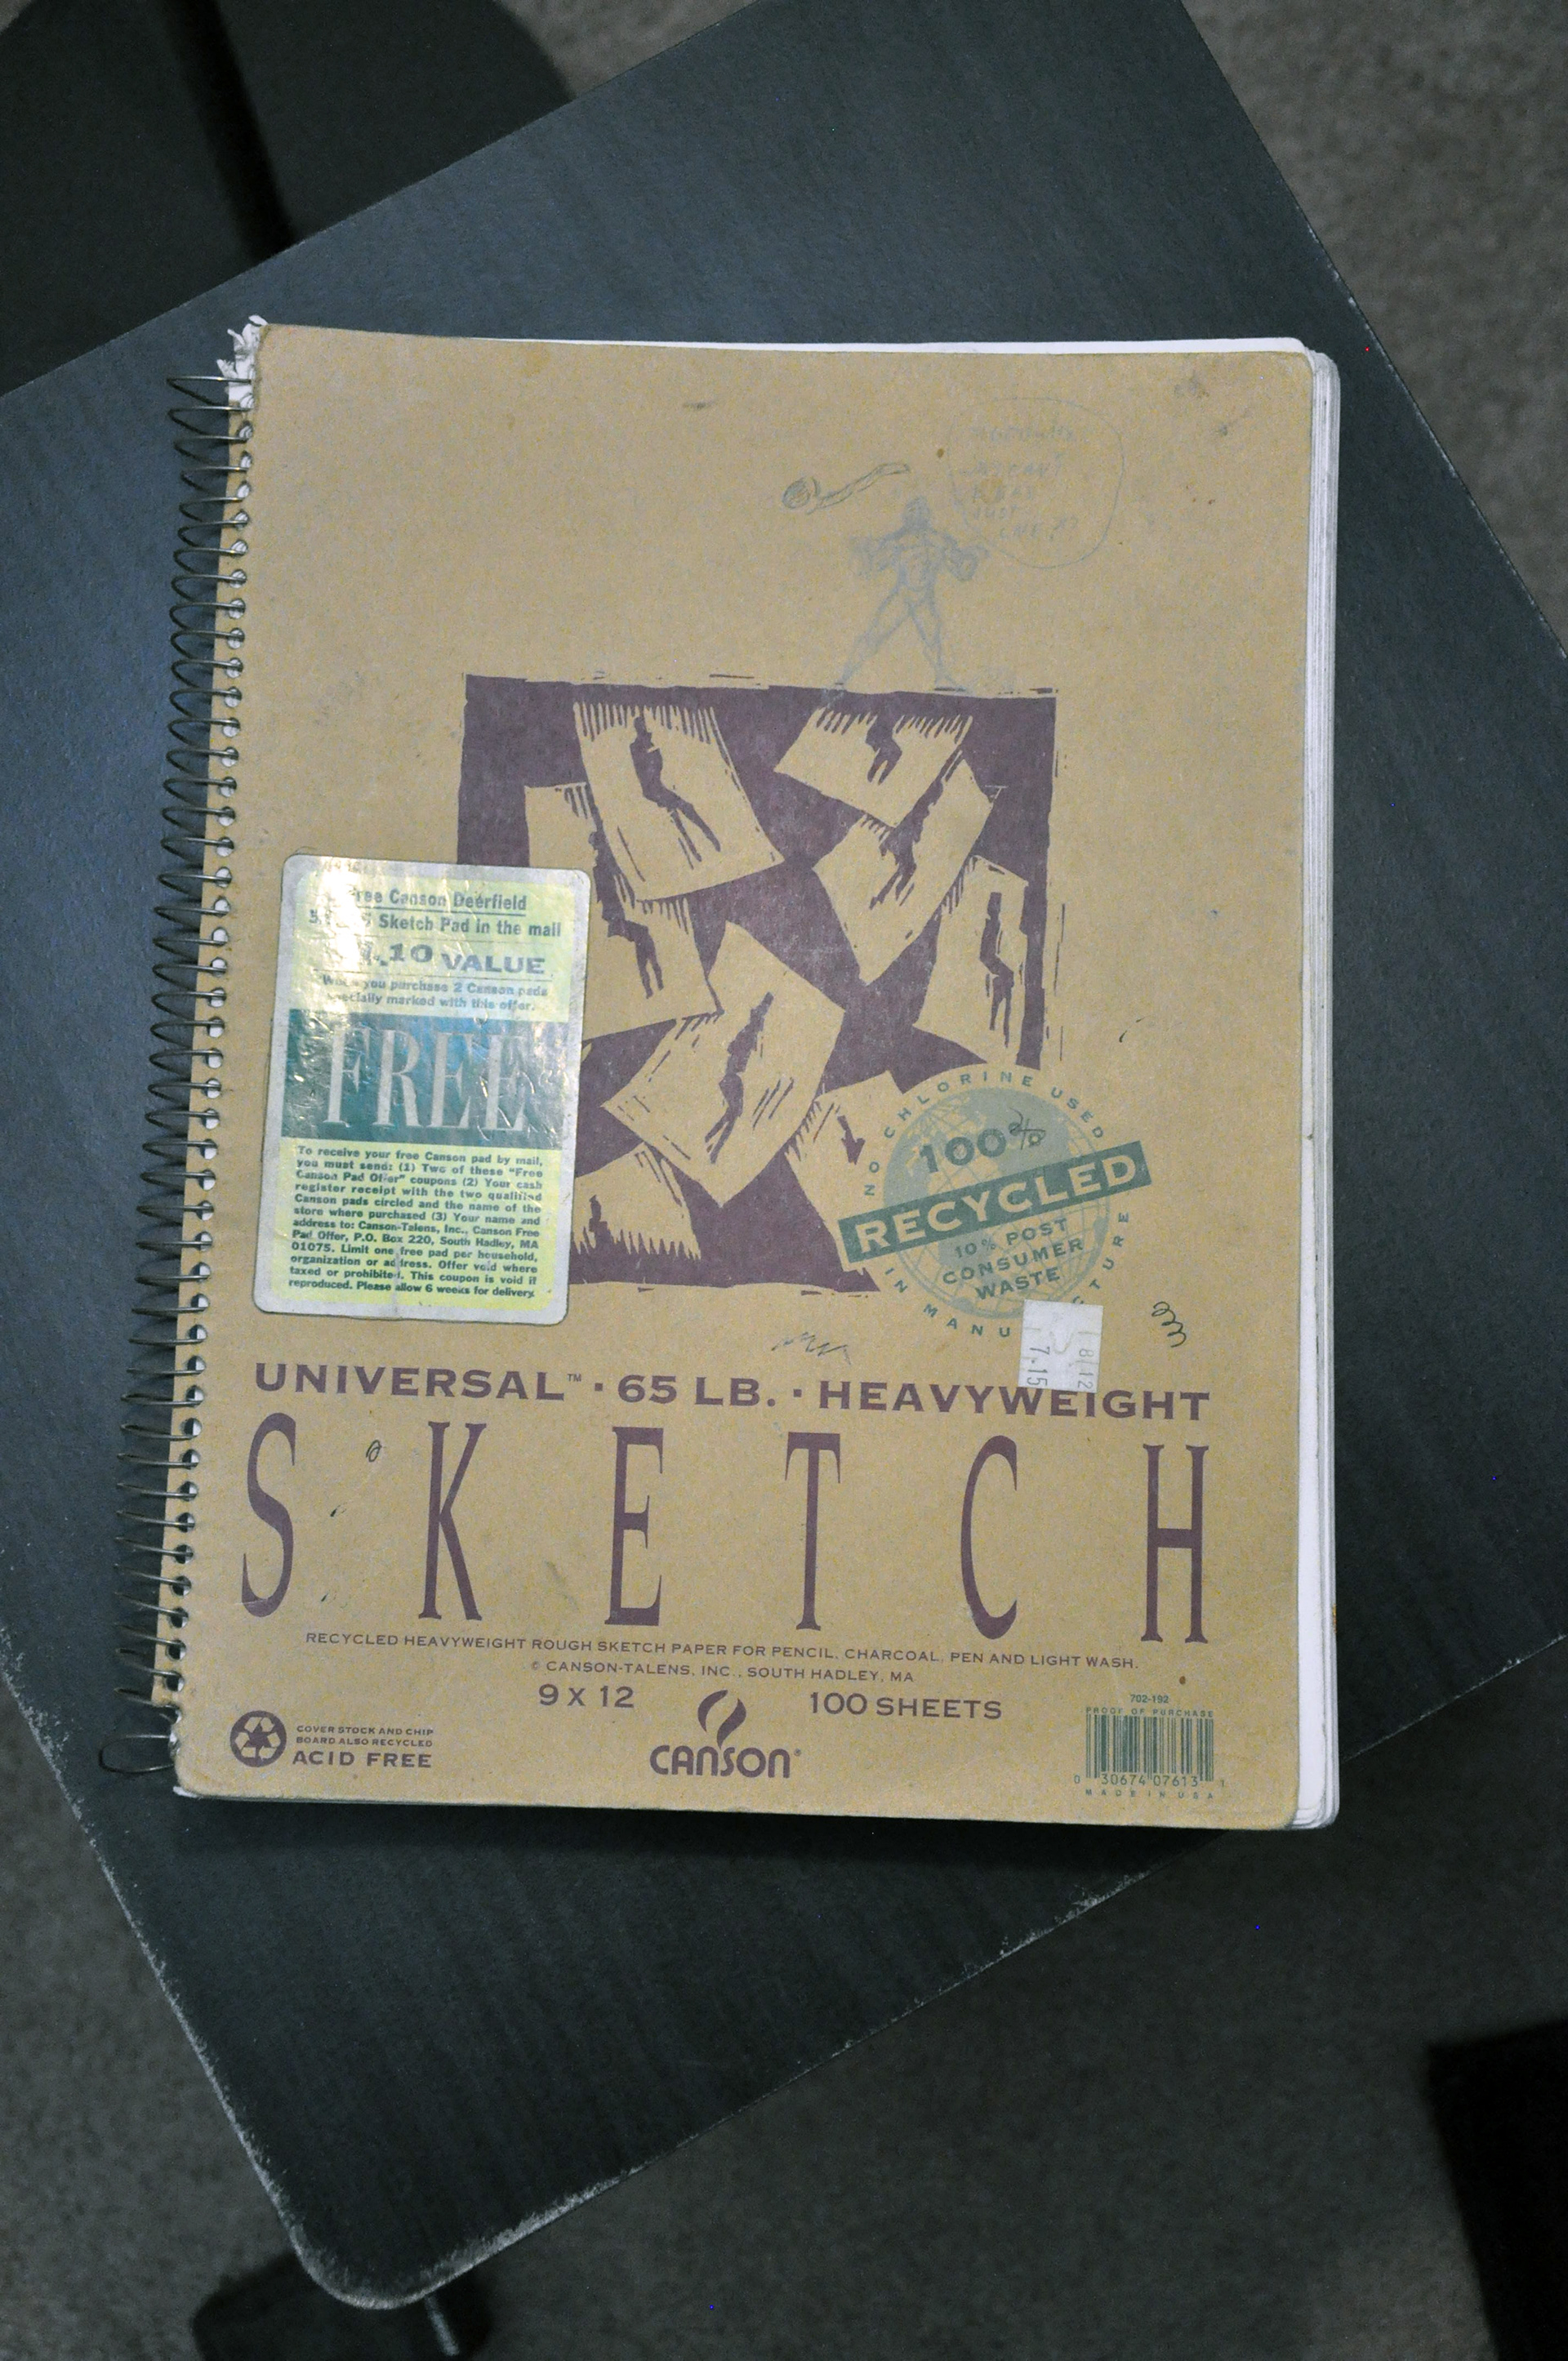 Free Canson Deerfield
Sketch Pad in the mail
.10 VALUE
When you purchase 2 Canson pads
specially marked with this offer.
FREE
To receive your free Canson pad by mail,
you must send: (1) Two of these "Free
Canson Pad Offer" coupons (2) Your cash
register receipt with the two qualified
Canson pads circled and the name of the
store where purchased (3) Your name and
address to: Canson-Talens, Inc., Canson Free
Pad Offer, P.O. Box 220, South Hadley, MA
01075. Limit one free pad per household,
organization or address. Offer void where
taxed or prohibited. This coupon is void if
reproduced. Please allow 6 weeks for delivery.
NO CHLORINE USED
100%
RECYCLED
10% POST
CONSUMER
WASTE
IN MANU CTURE
8112
7.15
UNIVERSAL™ · 65 LB. · HEAVYWEIGHT
SKETCH
RECYCLED HEAVYWEIGHT ROUGH SKETCH PAPER FOR PENCIL, CHARCOAL, PEN AND LIGHT WASH.
© CANSON-TALENS, INC., SOUTH HADLEY, MA
9 X 12
100 SHEETS
COVER STOCK AND CHIP
BOARD ALSO RECYCLED
ACID FREE
CANSON®
702-192
PROOF OF PURCHASE
0 30674 07613 1
MADE IN USA